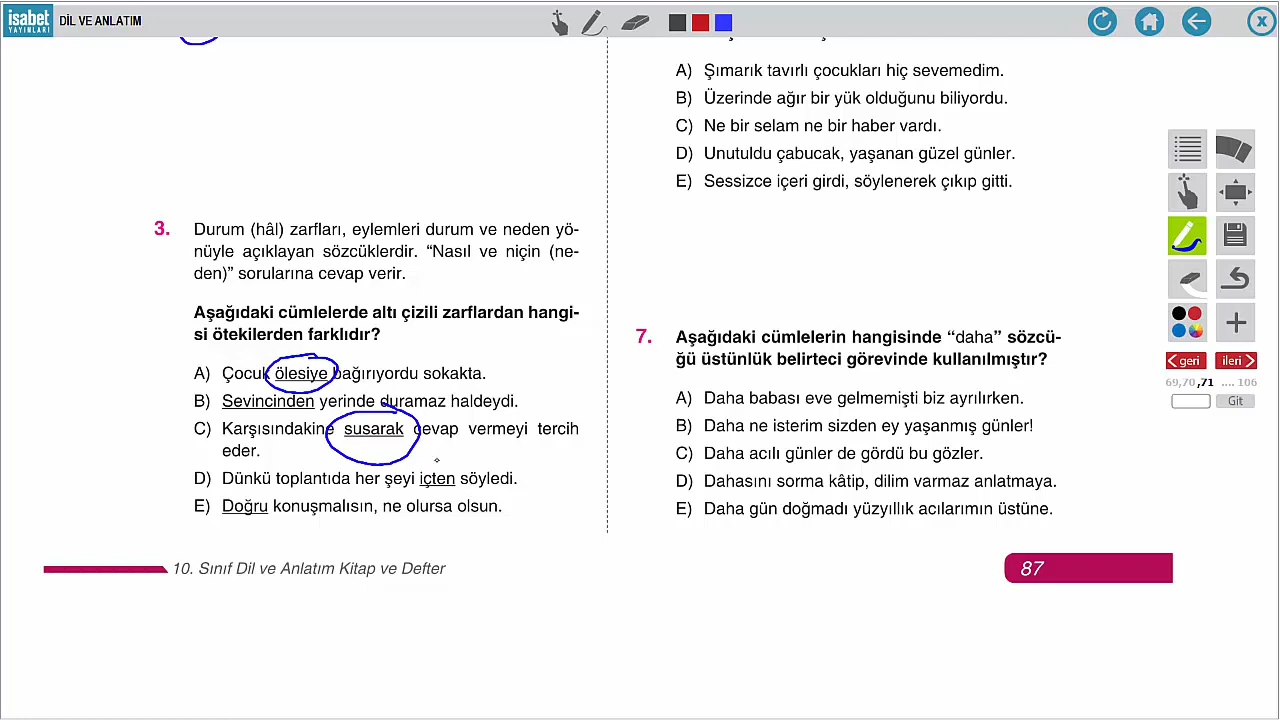 isabet
YAYINLARI
DİL VE ANLATIM
3. Durum (hâl) zarfları, eylemleri durum ve neden yö-
nüyle açıklayan sözcüklerdir. “Nasıl ve niçin (ne-
den)” sorularına cevap verir.
Aşağıdaki cümlelerde altı çizili zarflardan hangi-
si ötekilerden farklıdır?
A) Çocuk ölesiye bağırıyordu sokakta.
B) Sevincinden yerinde duramaz haldeydi.
C) Karşısındakine susarak cevap vermeyi tercih
eder.
D) Dünkü toplantıda her şeyi içten söyledi.
E) Doğru konuşmalısın, ne olursa olsun.
10. Sınıf Dil ve Anlatım Kitap ve Defter
A) Şımarık tavırlı çocukları hiç sevemedim.
B) Üzerinde ağır bir yük olduğunu biliyordu.
C) Ne bir selam ne bir haber vardı.
D) Unutuldu çabucak, yaşanan güzel günler.
E) Sessizce içeri girdi, söylenerek çıkıp gitti.
7. Aşağıdaki cümlelerin hangisinde “daha” sözcü-
ğü üstünlük belirteci görevinde kullanılmıştır?
A) Daha babası eve gelmemişti biz ayrılırken.
B) Daha ne isterim sizden ey yaşanmış günler!
C) Daha acılı günler de gördü bu gözler.
D) Dahasını sorma kâtip, dilim varmaz anlatmaya.
E) Daha gün doğmadı yüzyıllık acılarımın üstüne.
87
geri ileri
69,70,71 .... 106
Git